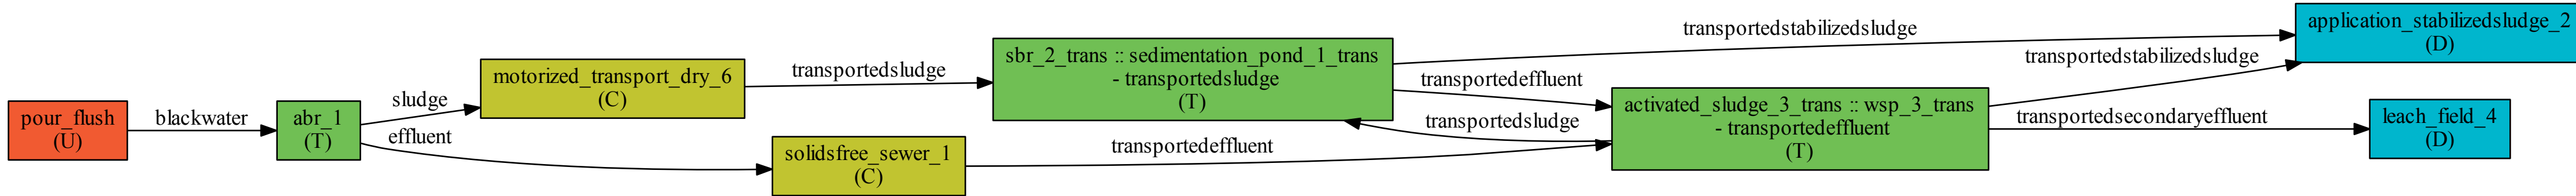 pour_flush
(U)
blackwater
abr_1
(T)
sludge
effluent
motorized_transport_dry_6
(C)
solidsfree_sewer_1
(C)
transportedsludge
transportedeffluent
sbr_2_trans :: sedimentation_pond_1_trans
- transportedsludge
(T)
transportedstabilizedsludge
transportedeffluent
transportedsludge
activated_sludge_3_trans :: wsp_3_trans
- transportedeffluent
(T)
transportedstabilizedsludge
transportedsecondaryeffluent
application_stabilizedsludge_2
(D)
leach_field_4
(D)